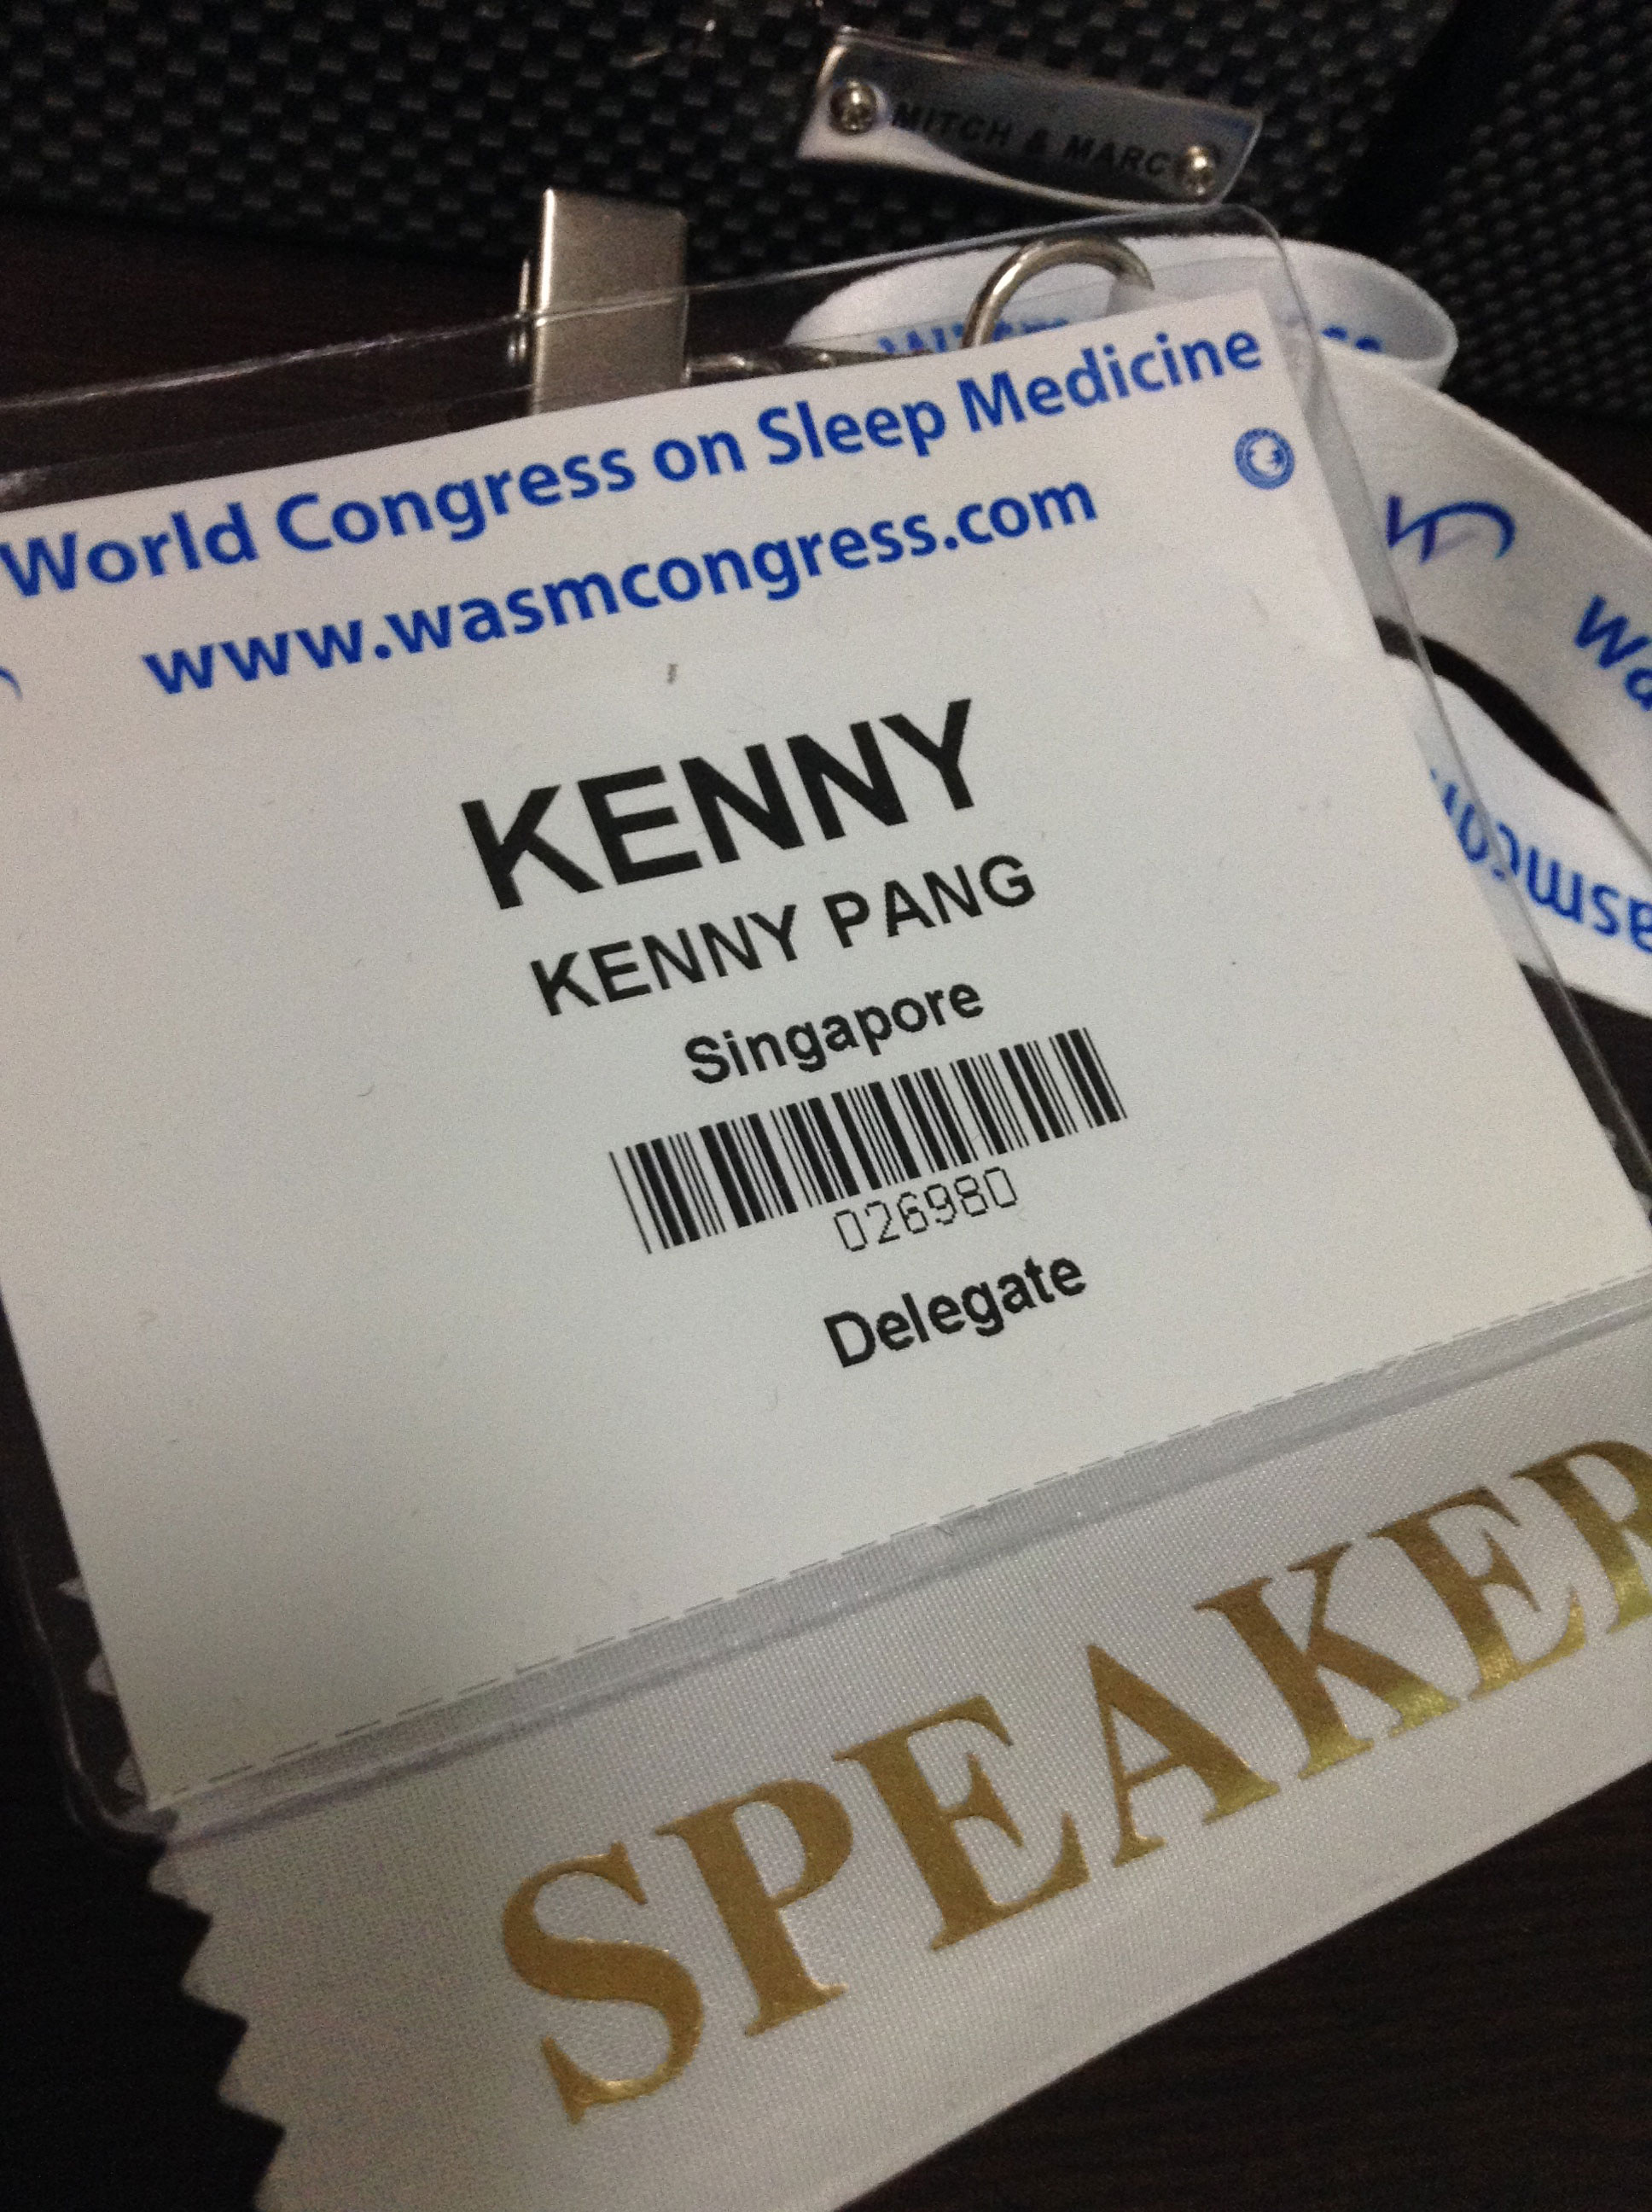 MITCH & MARC
World Congress on Sleep Medicine
www.wasmcongress.com
KENNY
KENNY PANG
Singapore
026980
Delegate
SPEAKER